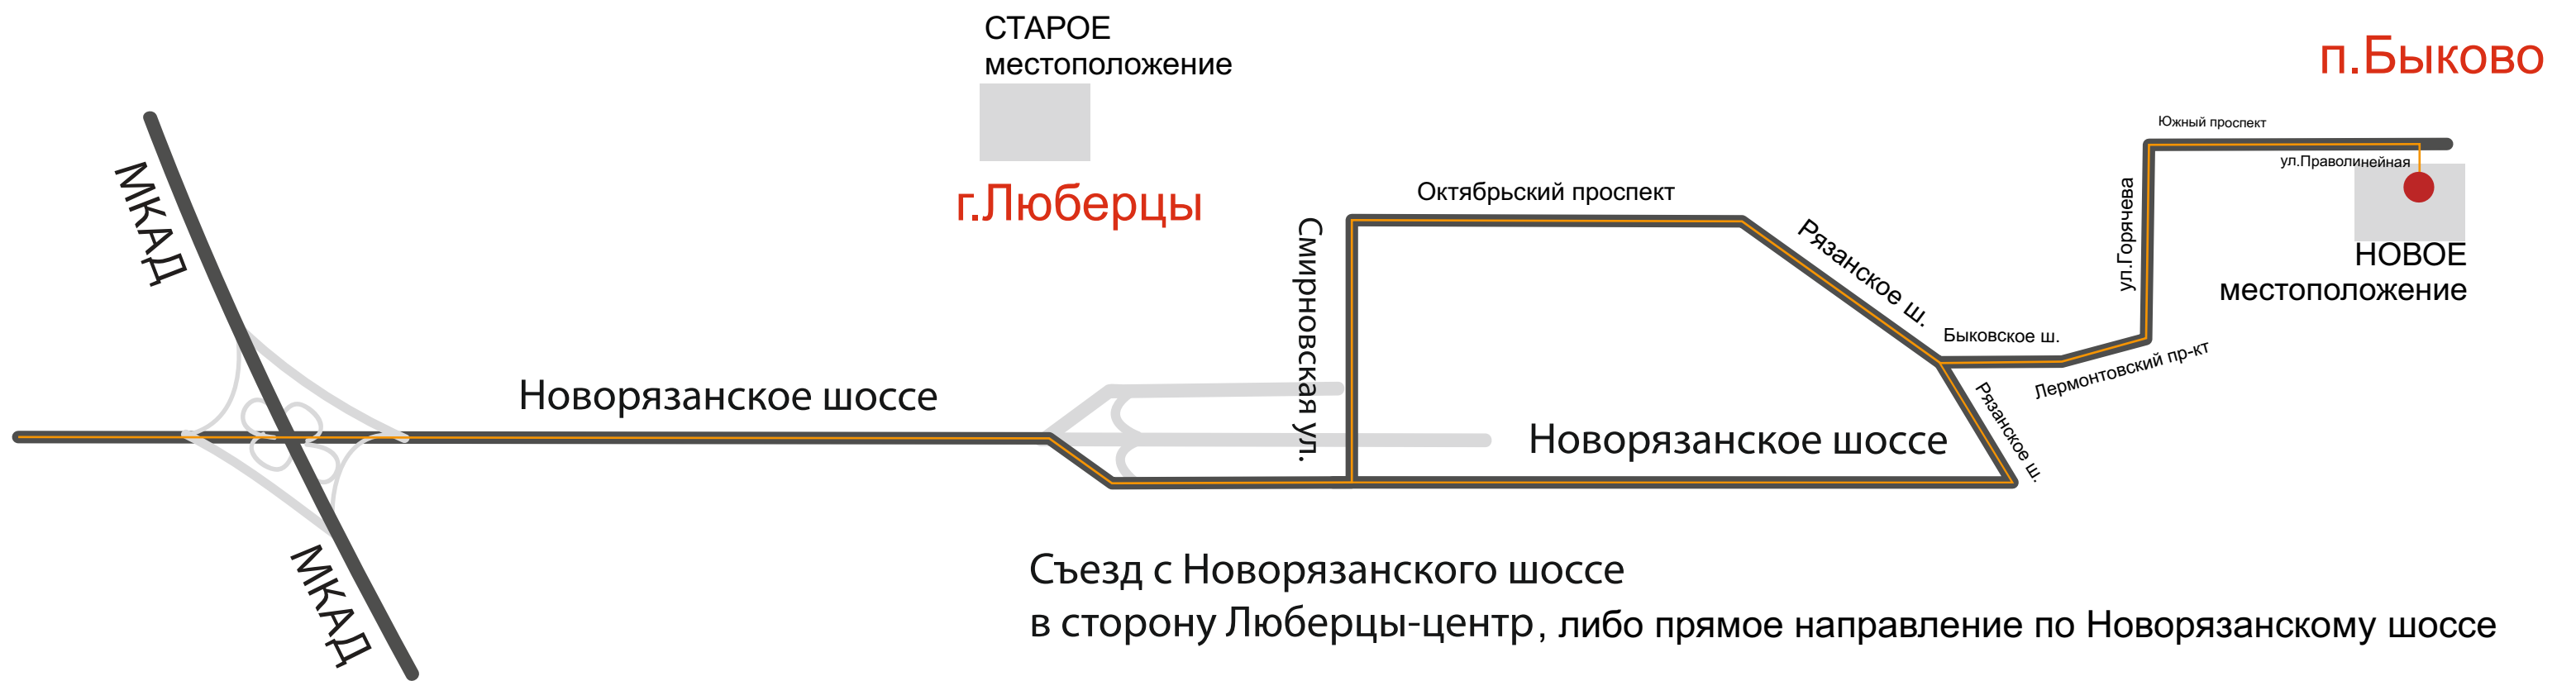 СТАРОЕ
местоположение
г.Люберцы
п.Быково
Южный проспект
ул.Праволинейная
НОВОЕ
местоположение
ул.Горячева
Октябрьский проспект
Рязанское ш.
Быковское ш.
Лермонтовский пр-кт
Рязанское ш.
Смирновская ул.
МКАД
Новорязанское шоссе
Новорязанское шоссе
МКАД
Съезд с Новорязанского шоссе
в сторону Люберцы-центр, либо прямое направление по Новорязанскому шоссе